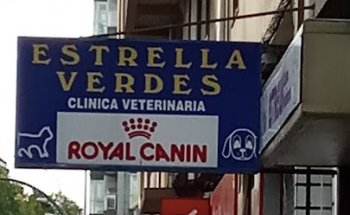 ESTRELLA
VERDES
CLINICA VETERINARIA
ROYAL CANIN